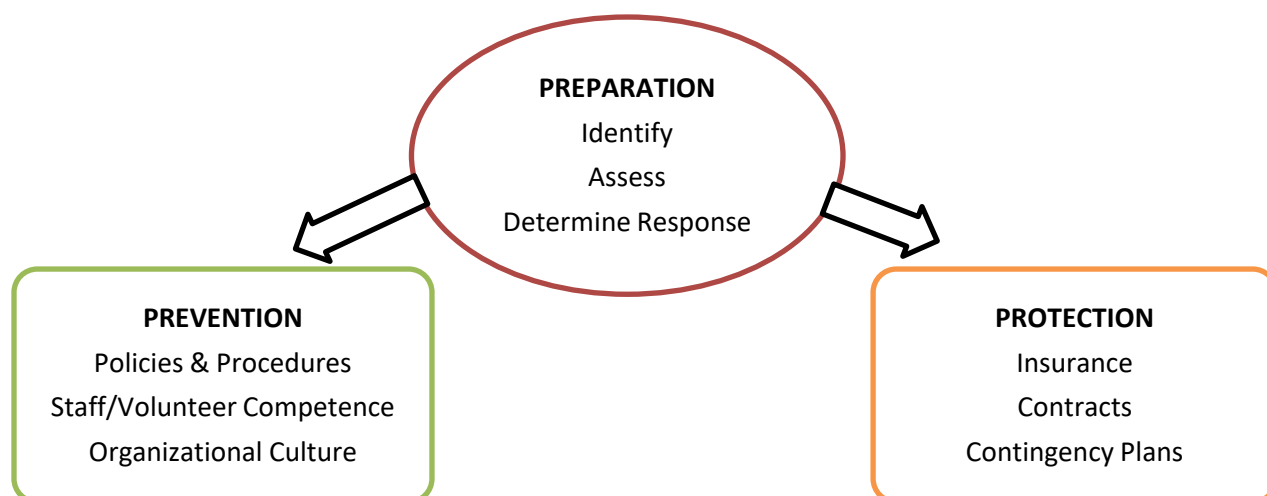 PREPARATION
Identify
Assess
Determine Response
PREVENTION
Policies & Procedures
Staff/Volunteer Competence
Organizational Culture
PROTECTION
Insurance
Contracts
Contingency Plans